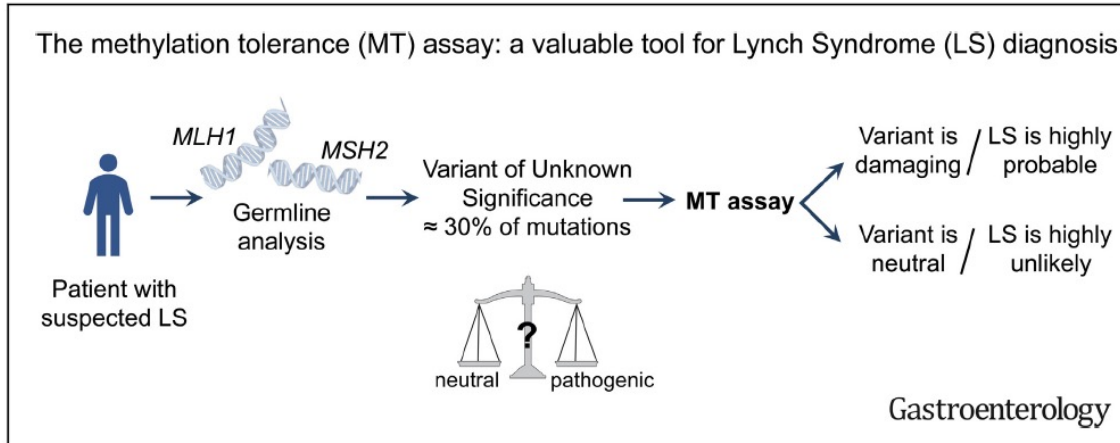 The methylation tolerance (MT) assay: a valuable tool for Lynch Syndrome (LS) diagnosis
Patient with
suspected LS
MLH1
MSH2
Germline
analysis
Variant of Unknown
Significance
≈ 30% of mutations
?
neutral
pathogenic
MT assay
Variant is
damaging
/
LS is highly
probable
Variant is
neutral
/
LS is highly
unlikely
Gastroenterology